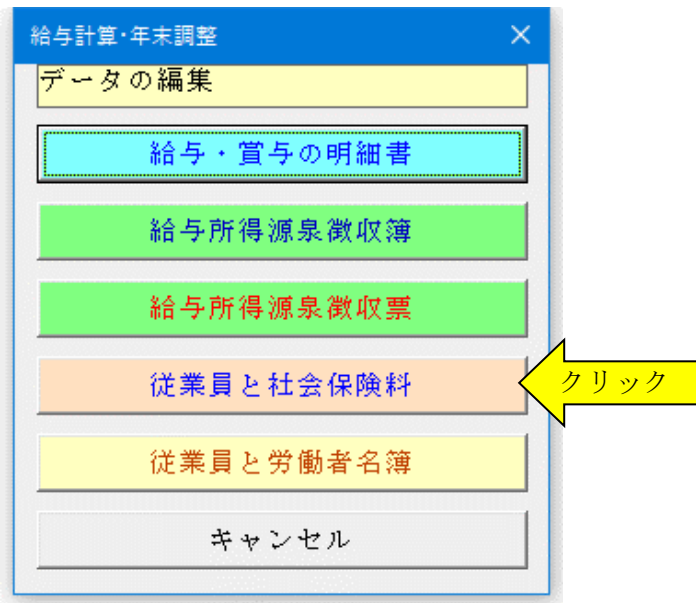 給与計算・年末調整
データの編集
給与・賞与の明細書
給与所得源泉徴収簿
給与所得源泉徴収票
従業員と社会保険料
クリック
従業員と労働者名簿
キャンセル